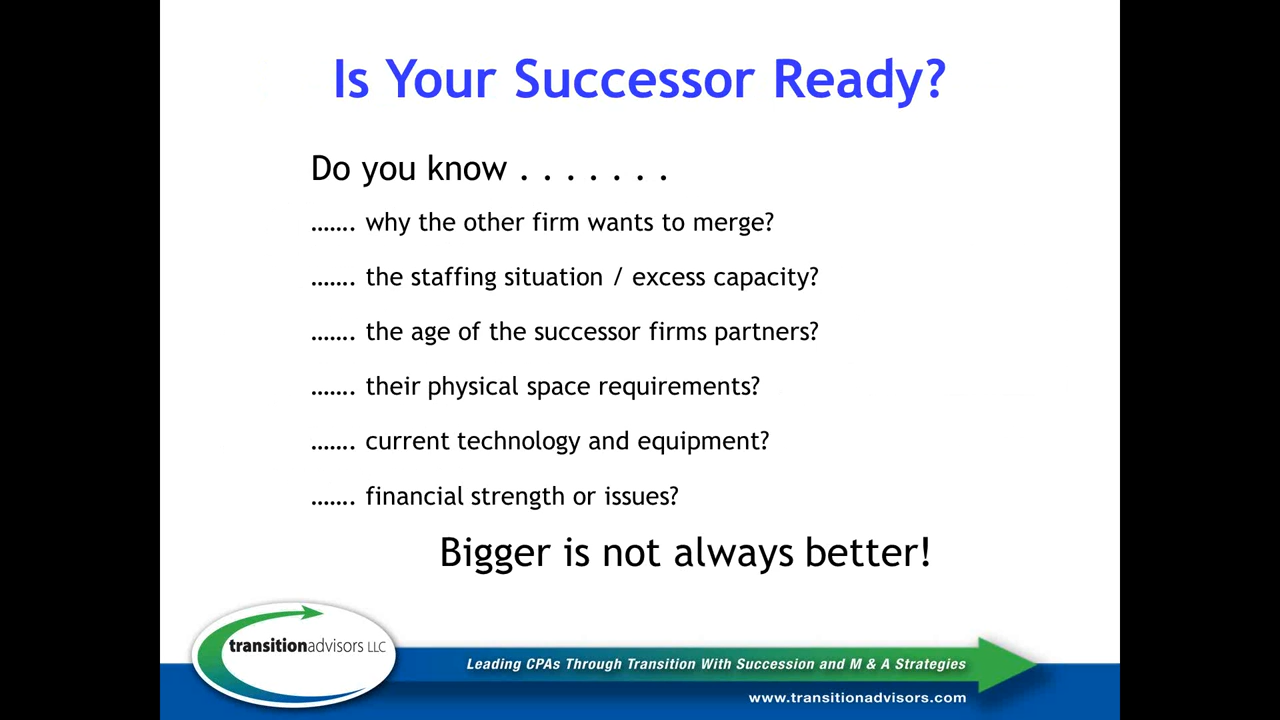 Is Your Successor Ready?
Do you know . . . . . . .
....... why the other firm wants to merge?
....... the staffing situation / excess capacity?
....... the age of the successor firms partners?
....... their physical space requirements?
....... current technology and equipment?
....... financial strength or issues?
Bigger is not always better!
transitionadvisors LLC
Leading CPAs Through Transition With Succession and M & A Strategies
www.transitionadvisors.com